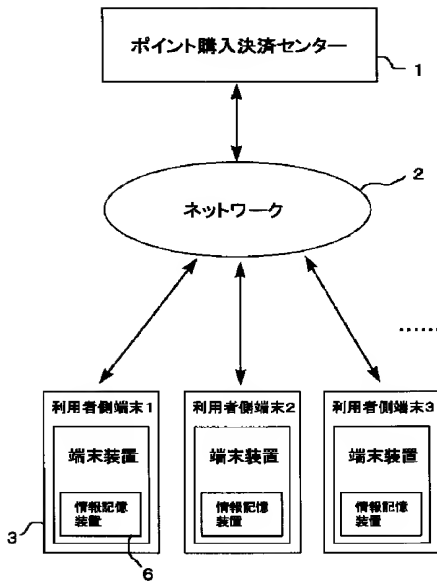 ポイント購入決済センター
1
2
ネットワーク
……
利用者側端末1
利用者側端末2
利用者側端末3
端末装置
端末装置
端末装置
情報記憶
装置
情報記憶
装置
情報記憶
装置
3
6